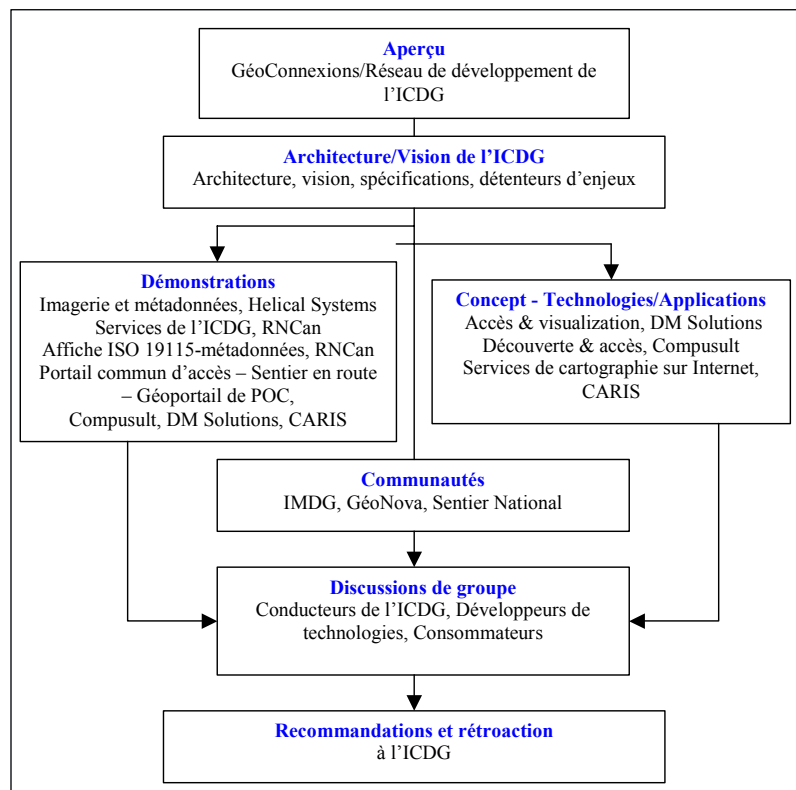 Aperçu
GéoConnexions/Réseau de développement de
l'ICDG
Architecture/Vision de l'ICDG
Architecture, vision, spécifications, détenteurs d'enjeux
Démonstrations
Imagerie et métadonnées, Helical Systems
Services de l'ICDG, RNCan
Affiche ISO 19115-métadonnées, RNCan
Portail commun d'accès – Sentier en route
– Géoportail de POC,
Compusult, DM Solutions, CARIS
Concept - Technologies/Applications
Accès & visualization, DM Solutions
Découverte & accès, Compusult
Services de cartographie sur Internet,
CARIS
Communautés
IMDG, GéoNova, Sentier National
Discussions de groupe
Conducteurs de l'ICDG, Développeurs de
technologies, Consommateurs
Recommandations et rétroaction
à l'ICDG